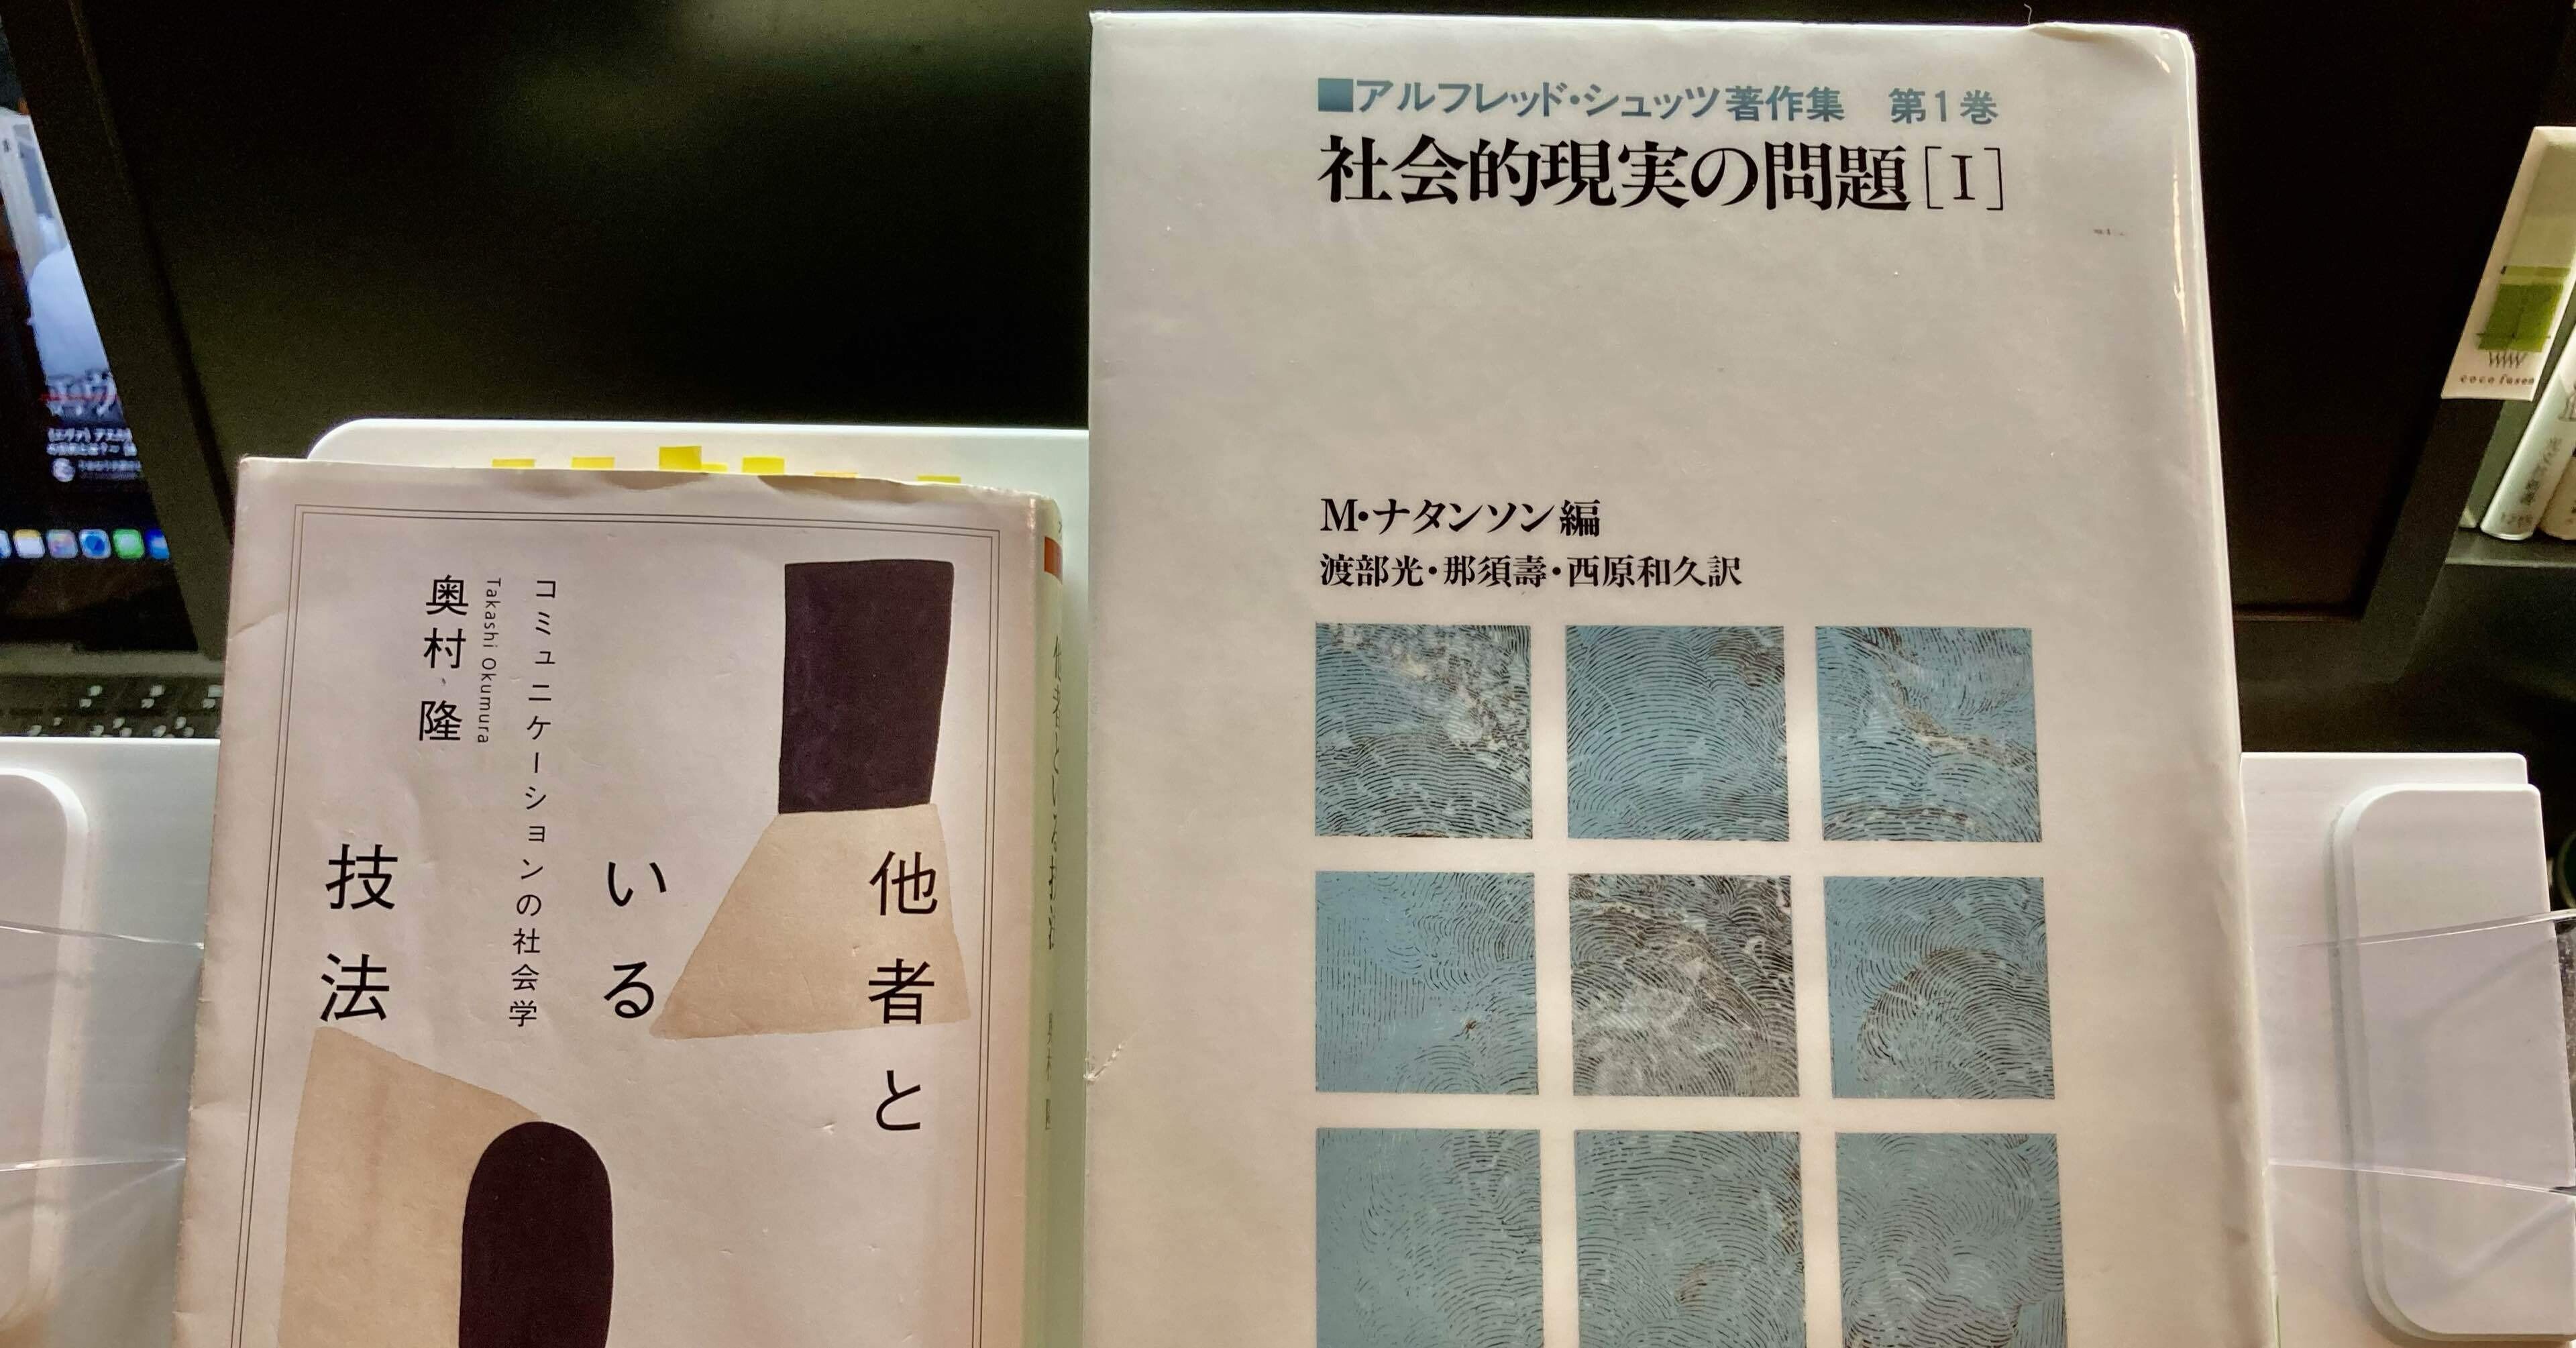 ■アルフレッド・シュッツ著作集　第1巻
社会的現実の問題［I］
M・ナタンソン編
渡部光・那須壽・西原和久訳
他者と
いる
技法
コミュニケーションの社会学
Takashi Okumura
奥村 隆
coco fusen